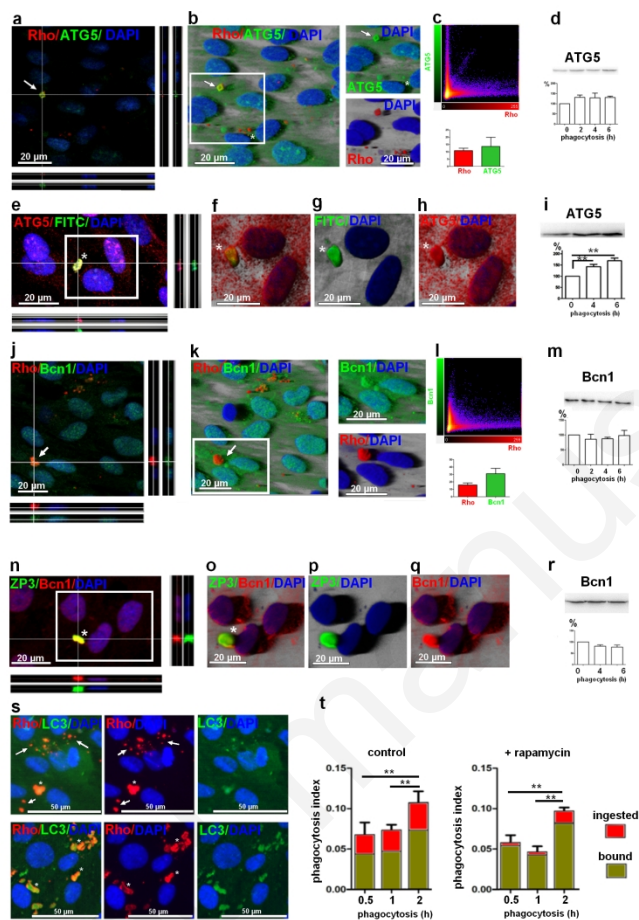 a
Rho/ATG5/DAPI
20 µm
b
Rho/ATG5/ DAPI
20 µm
ATG5
DAPI
*
Rho
DAPI
20 µm
c
ATG5
Rho
Rho ATG5
d
ATG5
%
0 2 4 6
phagocytosis (h)
e
ATG5/FITC/DAPI
*
20 µm
f
*
20 µm
g
FITC/DAPI
*
20 µm
h
ATG5/DAPI
*
20 µm
i
ATG5
%
**
**
200
150
100
50
0
0 4 6
phagocytosis (h)
j
Rho/Bcn1/DAPI
20 µm
k
Rho/Bcn1/DAPI
20 µm
Bcn1/DAPI
Rho/DAPI
20 µm
l
Bcn1
Rho
Rho Bcn1
m
Bcn1
%
0 2 4 6
phagocytosis (h)
n
ZP3/Bcn1/DAPI
*
20 µm
o
ZP3/Bcn1/DAPI
*
20 µm
p
ZP3/DAPI
20 µm
q
Bcn1/DAPI
20 µm
r
Bcn1
%
0 4 6
phagocytosis (h)
manus
s
Rho/LC3/DAPI
*
50 µm
Rho/DAPI
*
50 µm
LC3/DAPI
50 µm
Rho/LC3/DAPI
50 µm
Rho/DAPI
50 µm
LC3/DAPI
50 µm
t
control
phagocytosis index
0.15
0.10
0.05
0.00
**
**
0.5 1 2
phagocytosis (h)
+ rapamycin
phagocytosis index
0.15
0.10
0.05
0.00
**
**
0.5 1 2
phagocytosis (h)
ingested
bound